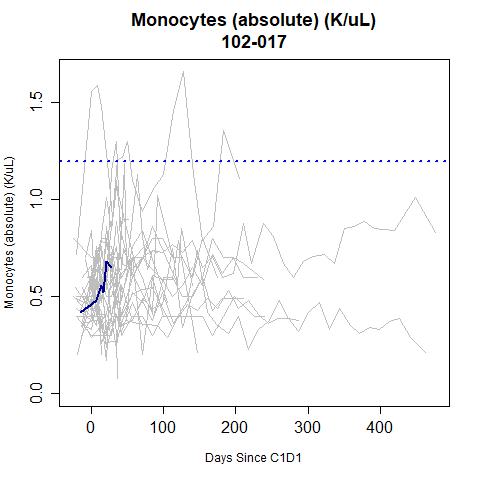 Monocytes (absolute) (K/uL)
102-017
Monocytes (absolute) (K/uL)
1.5
1.0
0.5
0.0
0 100 200 300 400
Days Since C1D1